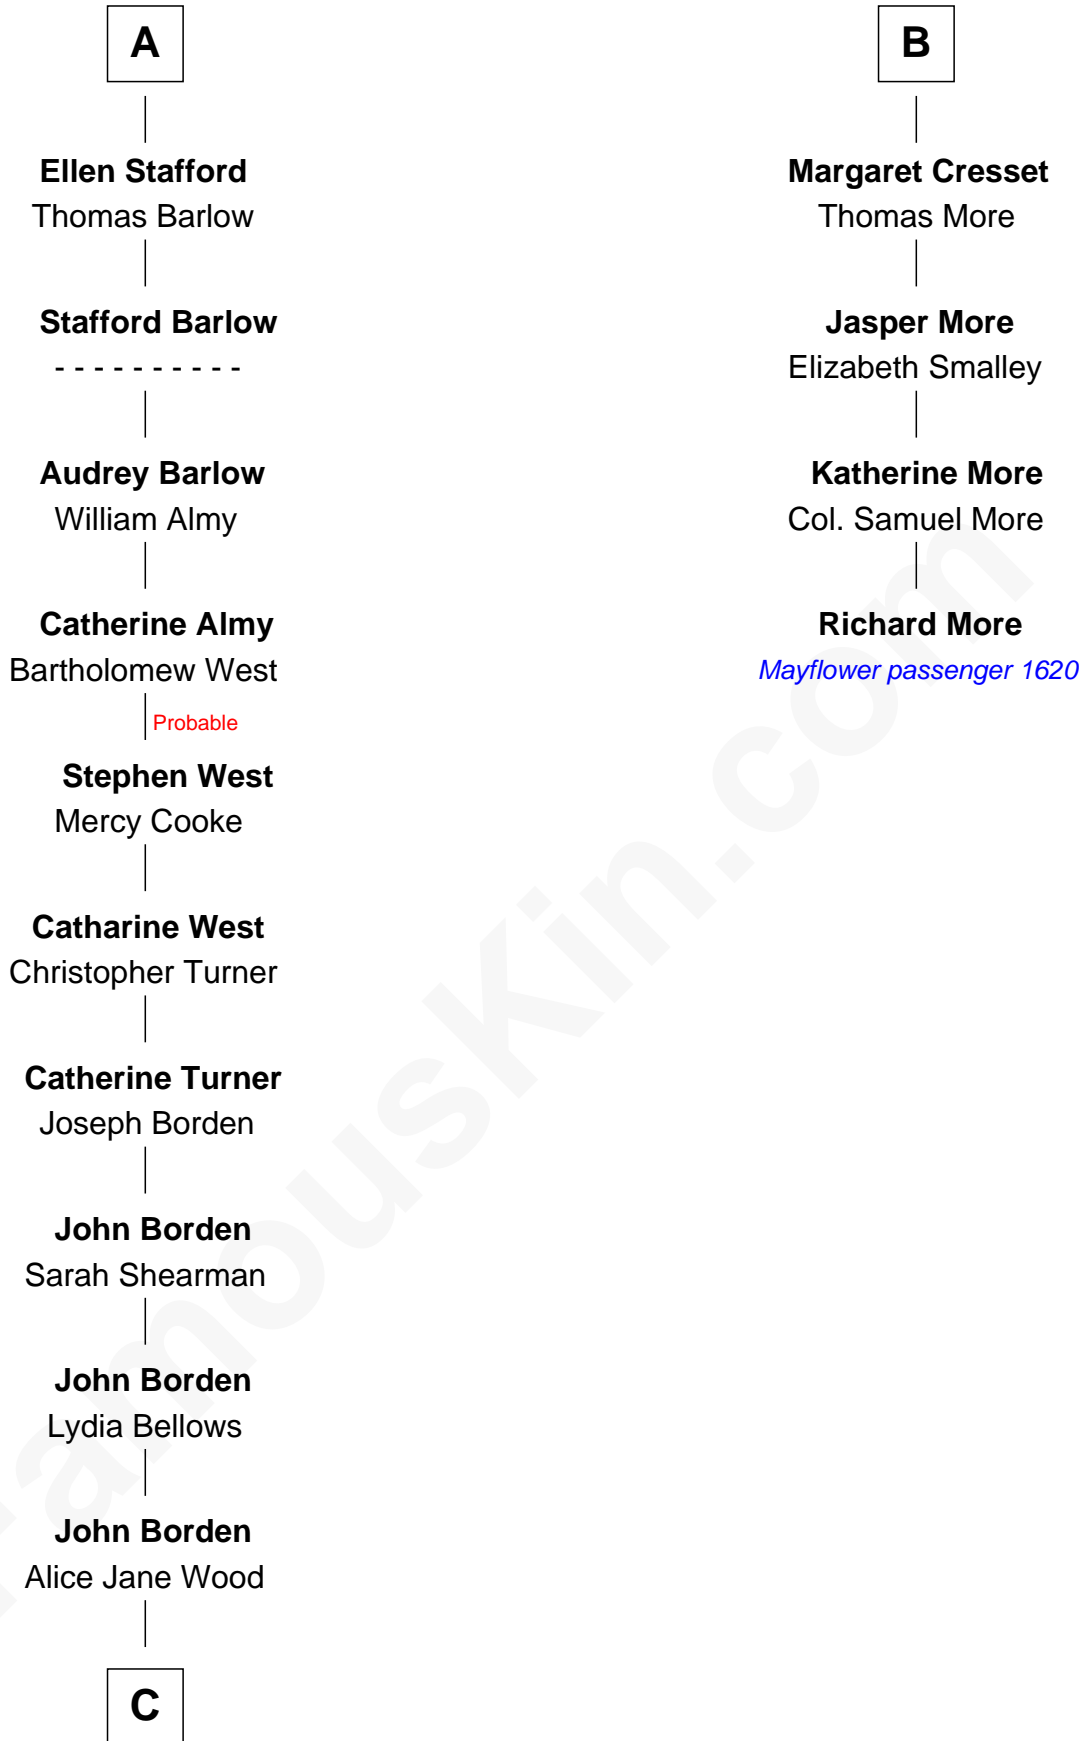 A
Ellen Stafford
Thomas Barlow
Stafford Barlow
- - - - - - - - - -
Audrey Barlow
William Almy
Catherine Almy
Bartholomew West
Probable
Stephen West
Mercy Cooke
Catharine West
Christopher Turner
Catherine Turner
Joseph Borden
John Borden
Sarah Shearman
John Borden
Lydia Bellows
John Borden
Alice Jane Wood
C
B
Margaret Cresset
Thomas More
Jasper More
Elizabeth Smalley
Katherine More
Col. Samuel More
Richard More
Mayflower passenger 1620
FamousKin.com